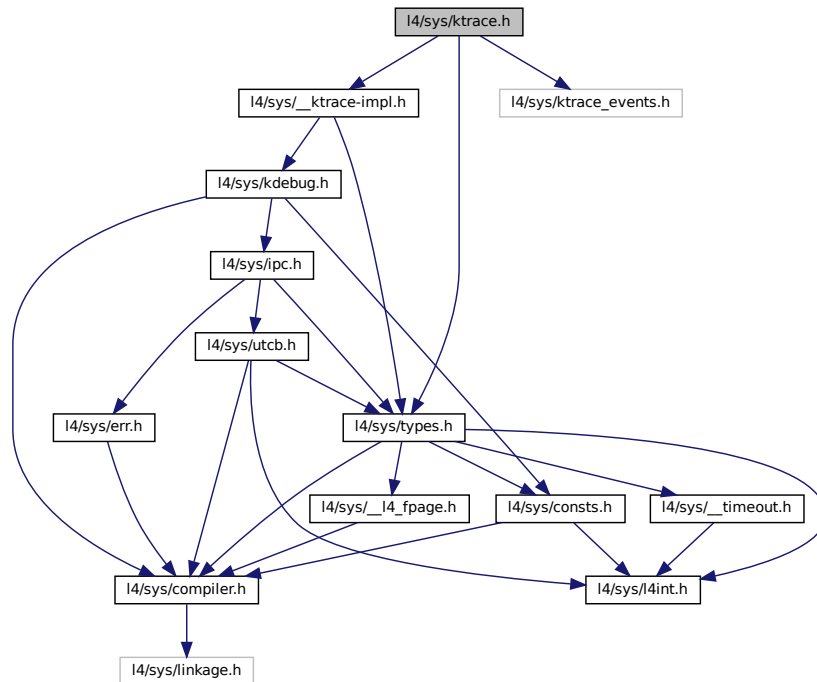 l4/sys/ktrace.h
l4/sys/__ktrace-impl.h
l4/sys/ktrace_events.h
l4/sys/kdebug.h
l4/sys/ipc.h
l4/sys/utcb.h
l4/sys/err.h
l4/sys/types.h
l4/sys/__l4_fpage.h
l4/sys/consts.h
l4/sys/__timeout.h
l4/sys/compiler.h
l4/sys/l4int.h
l4/sys/linkage.h